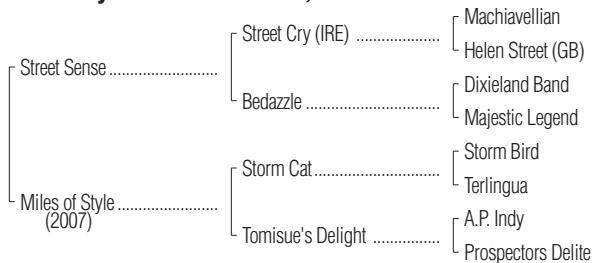 Machiavellian
Street Cry (IRE) ..................
Helen Street (GB)
Street Sense ........................
Dixieland Band
Bedazzle .............................
Majestic Legend
Storm Bird
Storm Cat...........................
Terlingua
Miles of Style ......................
(2007)
A.P. Indy
Tomisue's Delight ..............
Prospectors Delite